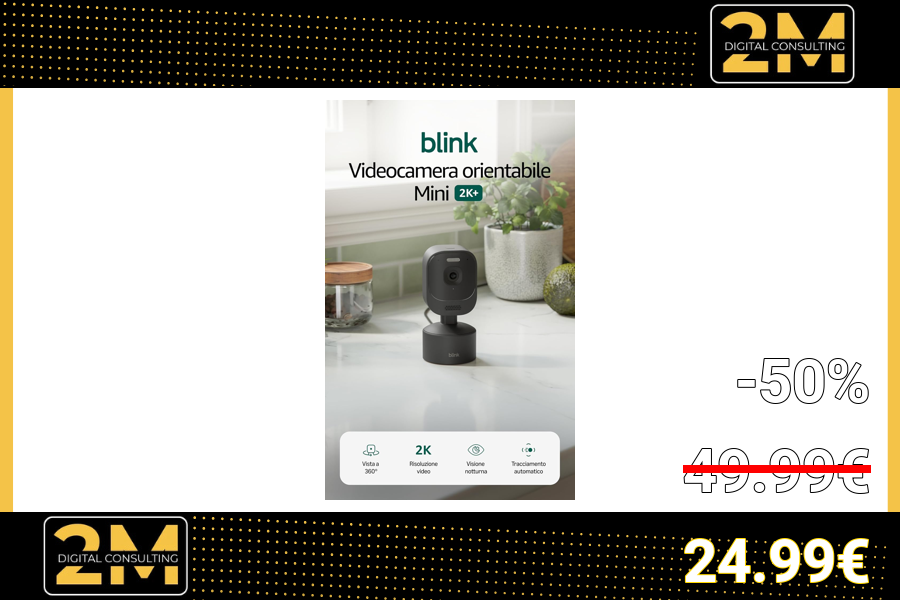 2M
DIGITAL CONSULTING
blink
Videocamera orientabile
Mini 2K+
blink
-50%
49.99€
Vista a
360°
2K
Risoluzione
video
Visione
notturna
Tracciamento
automatico
2M
DIGITAL CONSULTING
24.99€